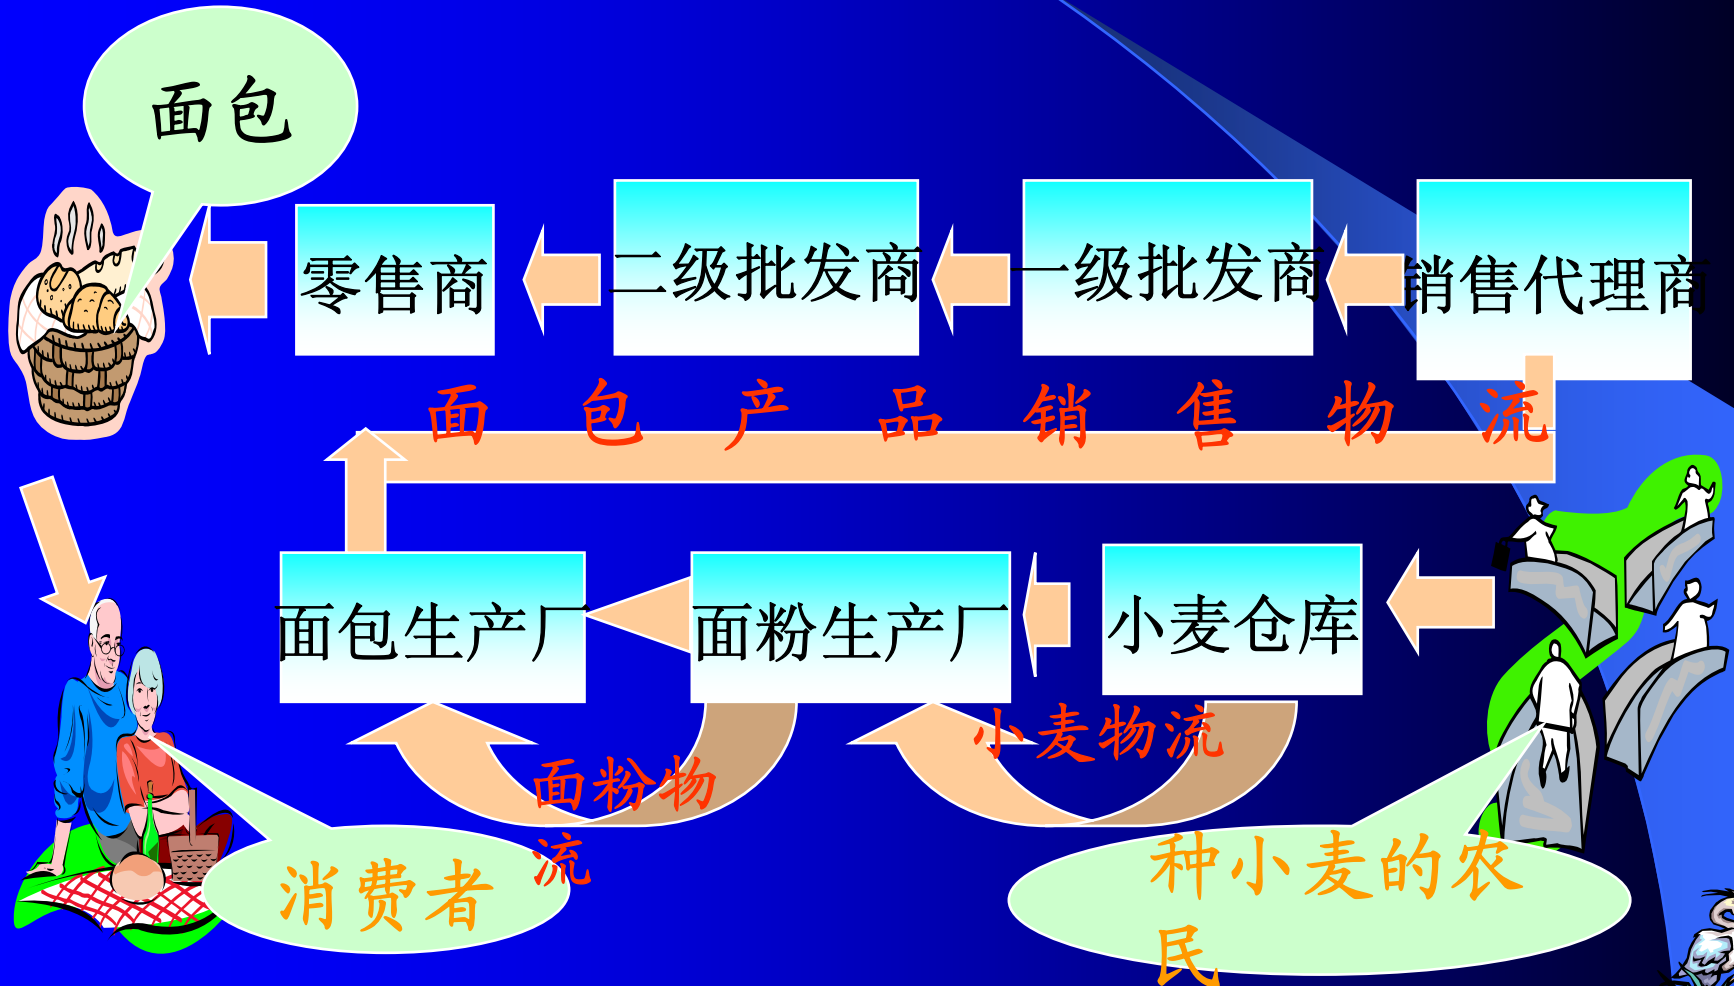 面包
零售商
二级批发商
一级批发商
销售代理商
面包产品销售物流
面包生产厂
面粉生产厂
小麦仓库
小麦物流
面粉物
流
消费者
种小麦的农
民